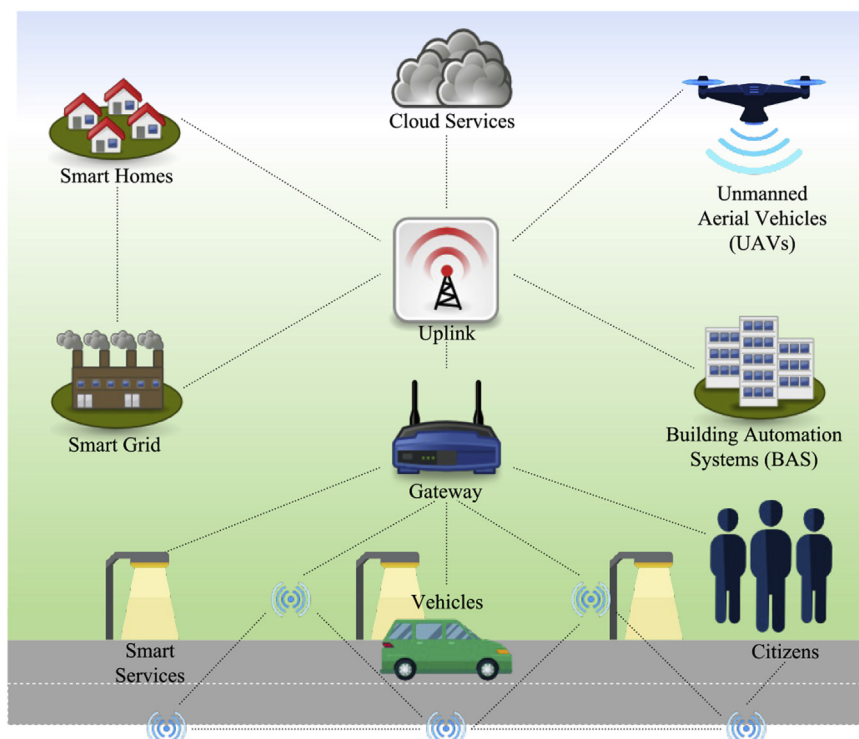 Cloud Services
Smart Homes
Unmanned
Aerial Vehicles
(UAVs)
Uplink
Smart Grid
Building Automation
Systems (BAS)
Gateway
Vehicles
Smart
Services
Citizens